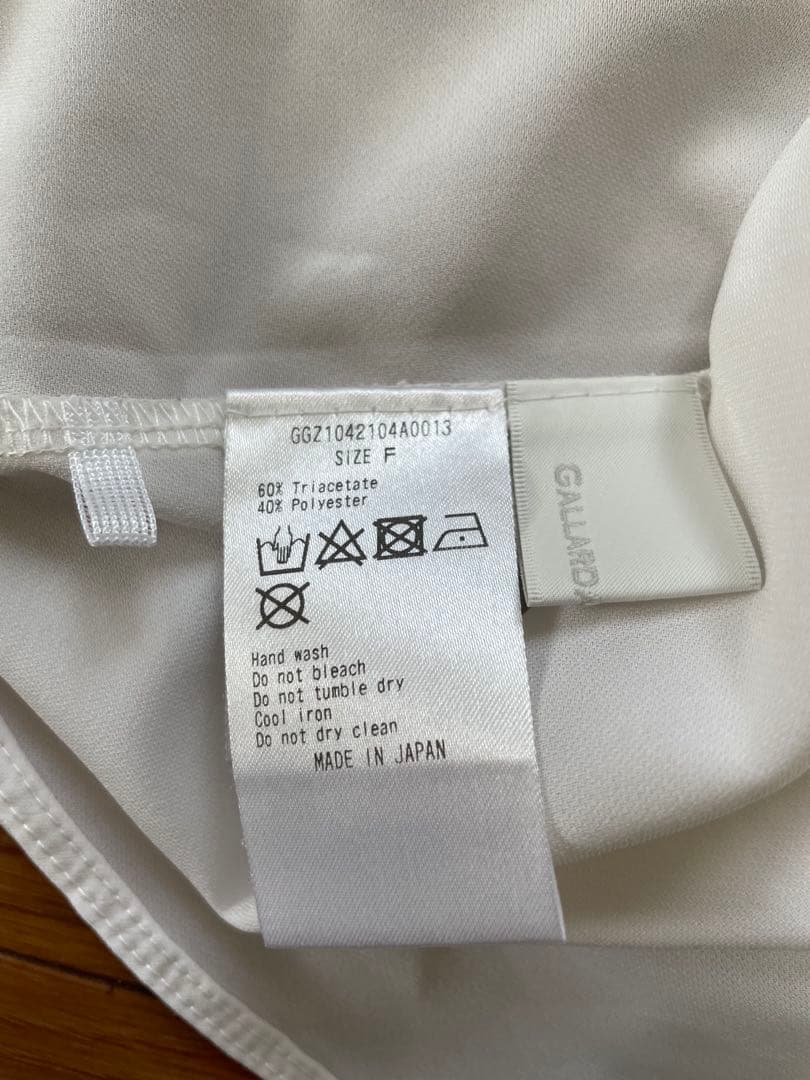 GGZ1042104A0013
SIZE F
60% Triacetate
40% Polyester
Hand wash
Do not bleach
Do not tumble dry
Cool iron
Do not dry clean
MADE IN JAPAN